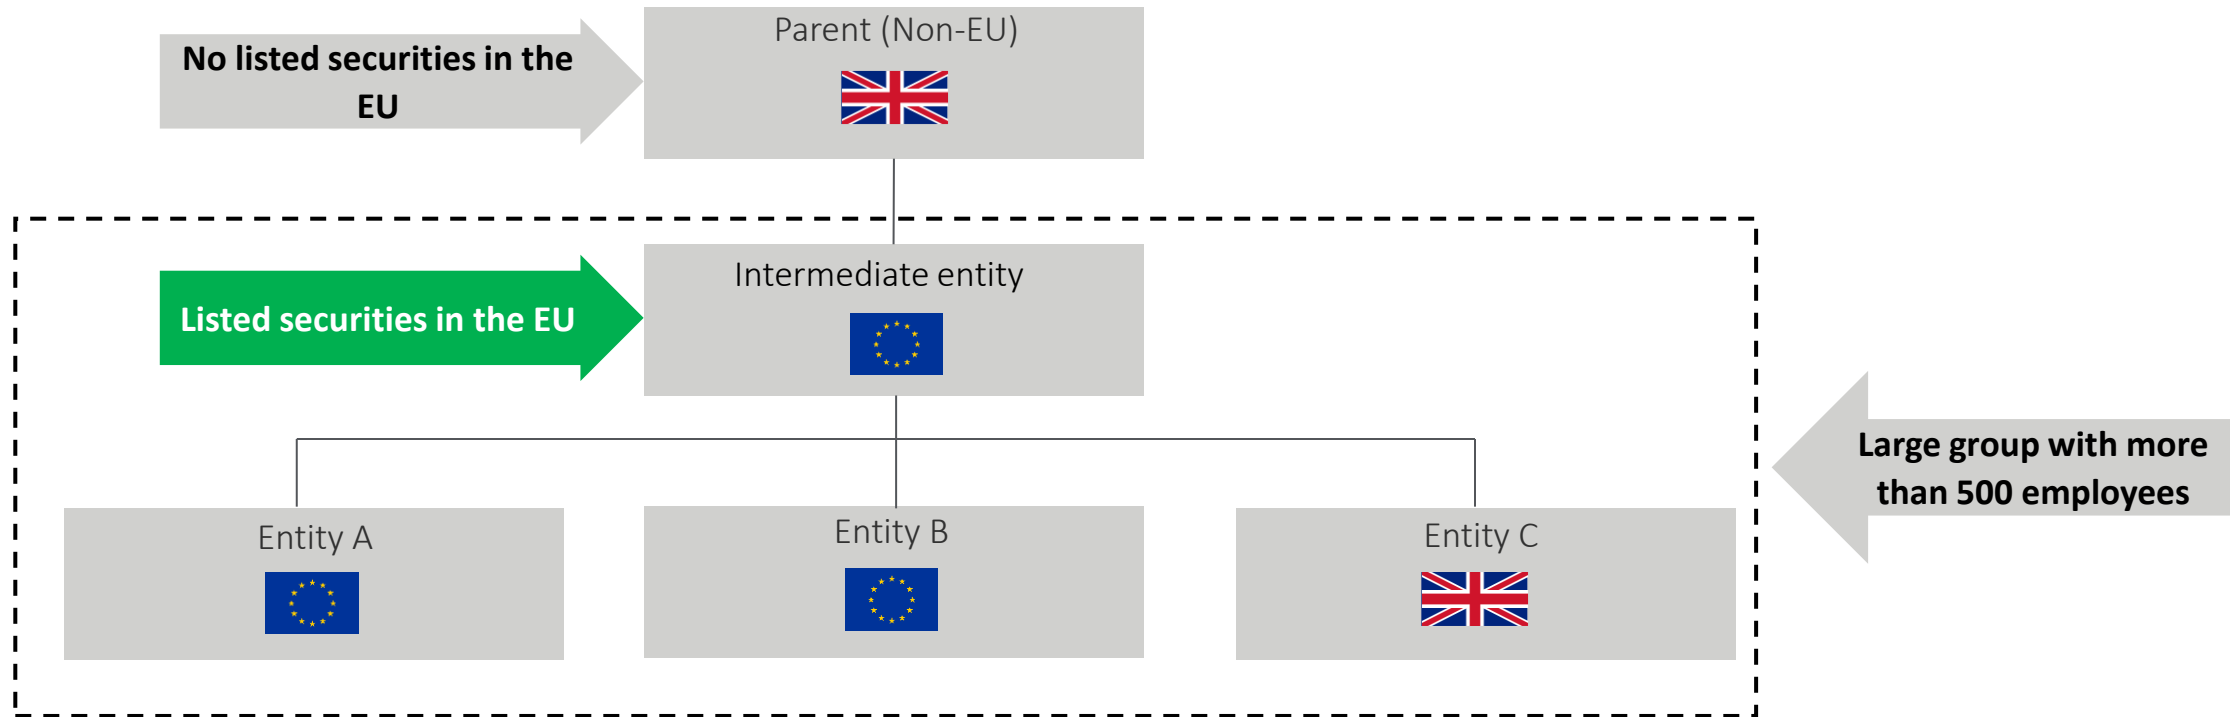 Parent (Non-EU)
No listed securities in the
EU
Intermediate entity
Listed securities in the EU
Large group with more
than 500 employees
Entity A
Entity B
Entity C